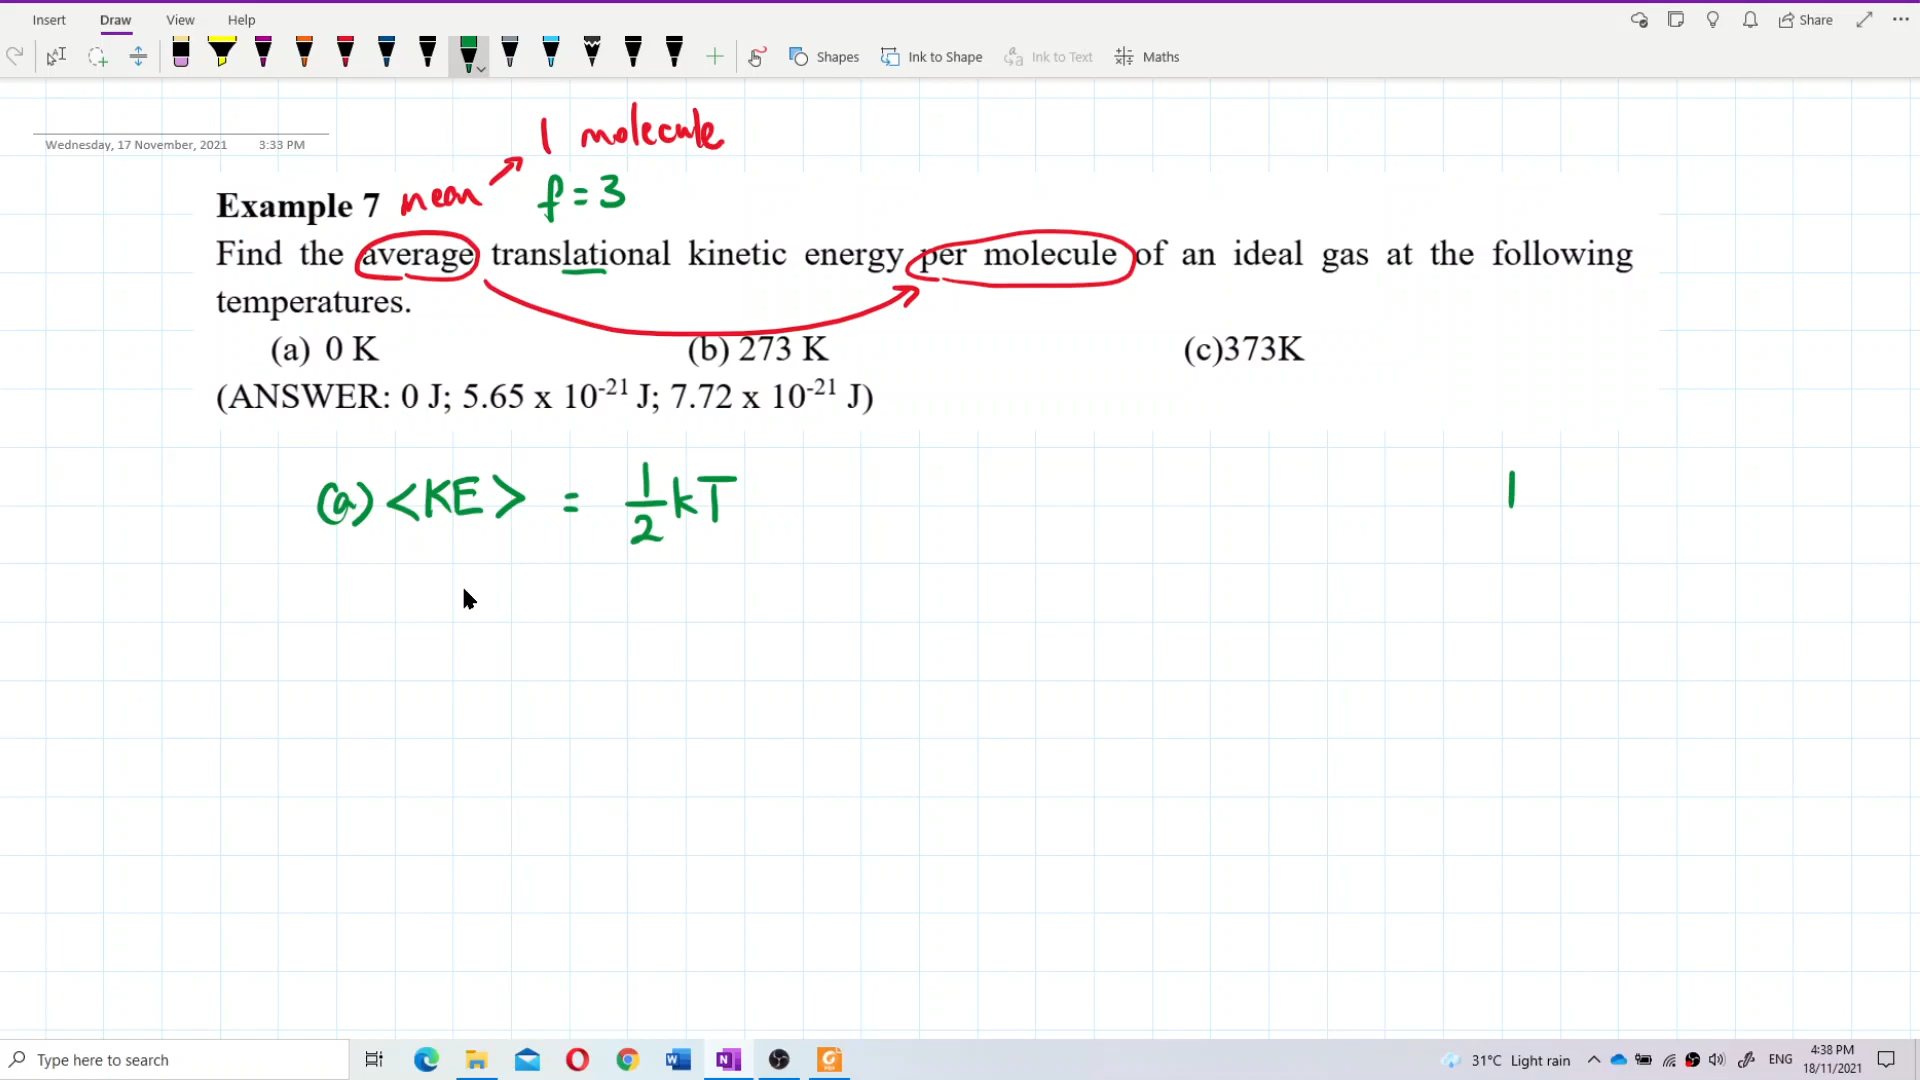 Insert Draw View Help
Share
Shapes Ink to Shape Ink to Text Maths
1 molecule
Wednesday, 17 November, 2021 3:33 PM
Example 7 mean f = 3
Find the average translational kinetic energy per molecule of an ideal gas at the following
temperatures.
(a) 0 K (b) 273 K (c)373K
(ANSWER: 0 J; 5.65 x 10⁻²¹ J; 7.72 x 10⁻²¹ J)
(a) <KE> = 1/2 kT 1
Type here to search
31°C Light rain ENG 4:38 PM
18/11/2021